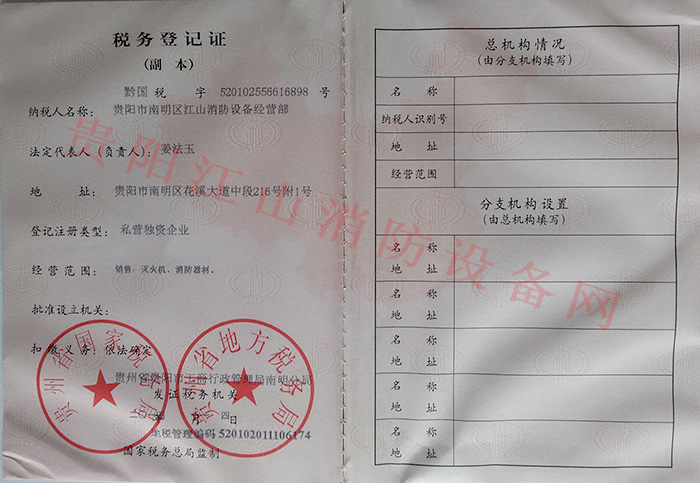 税务登记证
(副 本)
黔国 税 字 520102556616898 号
纳税人名称: 贵阳市南明区江山消防设备经营部
法定代表人(负责人): 姜法玉
地 址: 贵阳市南明区花溪大道中段216号附1号
登记注册类型: 私营独资企业
经营范围: 销售: 灭火机、消防器材。
批准设立机关:
扣缴义务: 依法确定
贵州省贵阳市工商行政管理局南明分局
发证税务机关
月 四 日
地税管理编码 520102011106174
国家税务总局监制
贵州省国家税务局
贵州省地方税务局
总机构情况
(由分支机构填写)
名 称
纳税人识别号
地 址
经营范围
分支机构设置
(由总机构填写)
名 称
地 址
名 称
地 址
名 称
地 址
名 称
地 址
名 称
地 址
贵阳江山消防设备网